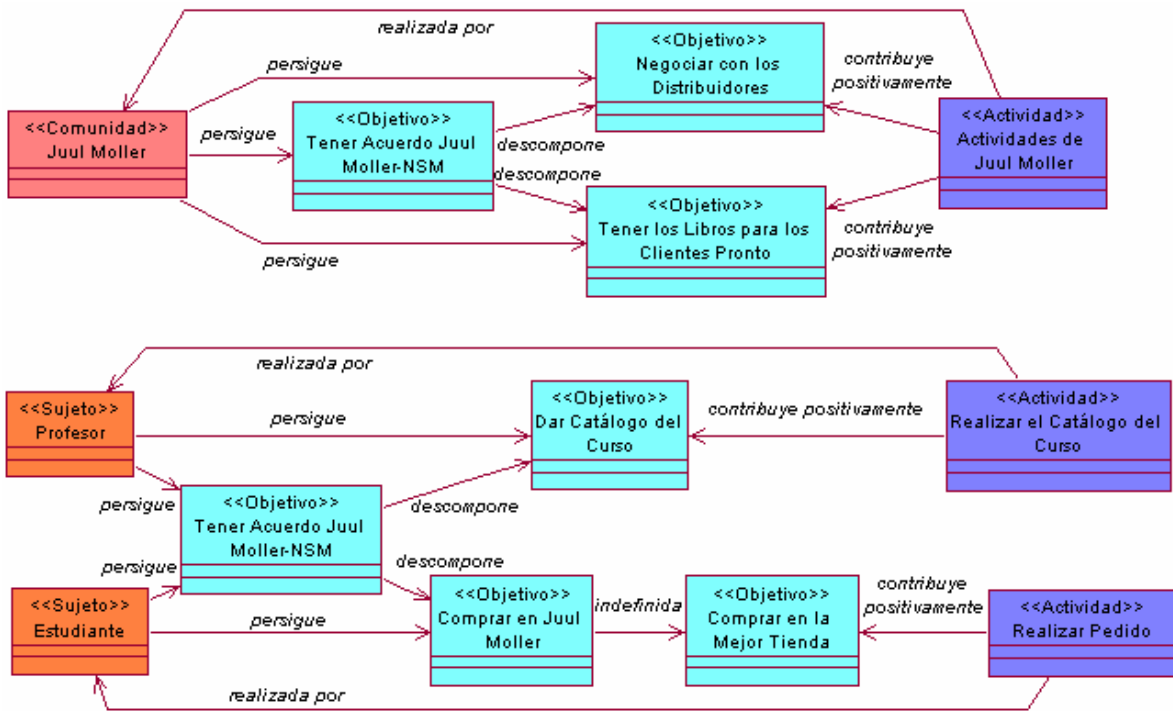 realizada por
<<Objetivo>>
Negociar con los
Distribuidores
contribuye
positivamente
persigue
<<Comunidad>>
Juul Moller
persigue
<<Objetivo>>
Tener Acuerdo Juul
Moller-NSM
descompone
descompone
<<Actividad>>
Actividades de
Juul Moller
<<Objetivo>>
Tener los Libros para los
Clientes Pronto
contribuye
positivamente
persigue
realizada por
<<Sujeto>>
Profesor
persigue
<<Objetivo>>
Dar Catálogo del
Curso
contribuye positivamente
<<Actividad>>
Realizar el Catálogo del
Curso
persigue
<<Objetivo>>
Tener Acuerdo Juul
Moller-NSM
descompone
persigue
descompone
<<Sujeto>>
Estudiante
persigue
<<Objetivo>>
Comprar en Juul
Moller
indefinida
<<Objetivo>>
Comprar en la
Mejor Tienda
contribuye
positivamente
<<Actividad>>
Realizar Pedido
realizada por